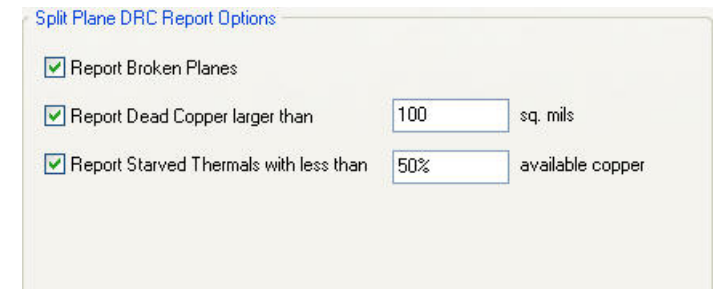 Split Plane DRC Report Options
Report Broken Planes
Report Dead Copper larger than 100 sq. mils
Report Starved Thermals with less than 50% available copper